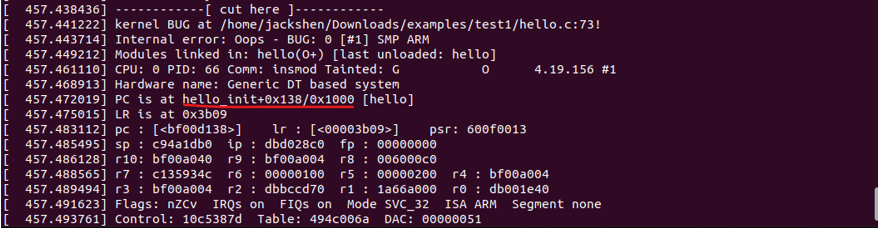 [  457.438436] ------------[ cut here ]------------
[  457.441222] kernel BUG at /home/jackshen/Downloads/examples/test1/hello.c:73!
[  457.443714] Internal error: Oops - BUG: 0 [#1] SMP ARM
[  457.449212] Modules linked in: hello(O+) [last unloaded: hello]
[  457.461110] CPU: 0 PID: 66 Comm: insmod Tainted: G           O      4.19.156 #1
[  457.468913] Hardware name: Generic DT based system
[  457.472019] PC is at hello_init+0x138/0x1000 [hello]
[  457.475015] LR is at 0x3b09
[  457.483112] pc : [<bf00d138>]    lr : [<00003b09>]    psr: 600f0013
[  457.485495] sp : c94a1db0  ip : dbd028c0  fp : 00000000
[  457.486128] r10: bf00a040  r9 : bf00a004  r8 : 006000c0
[  457.488565] r7 : c135934c  r6 : 00000100  r5 : 00000200  r4 : bf00a004
[  457.489494] r3 : bf00a004  r2 : dbbccd70  r1 : 1a66a000  r0 : db001e40
[  457.491623] Flags: nZCv  IRQs on  FIQs on  Mode SVC_32  ISA ARM  Segment none
[  457.493761] Control: 10c5387d  Table: 494c006a  DAC: 00000051